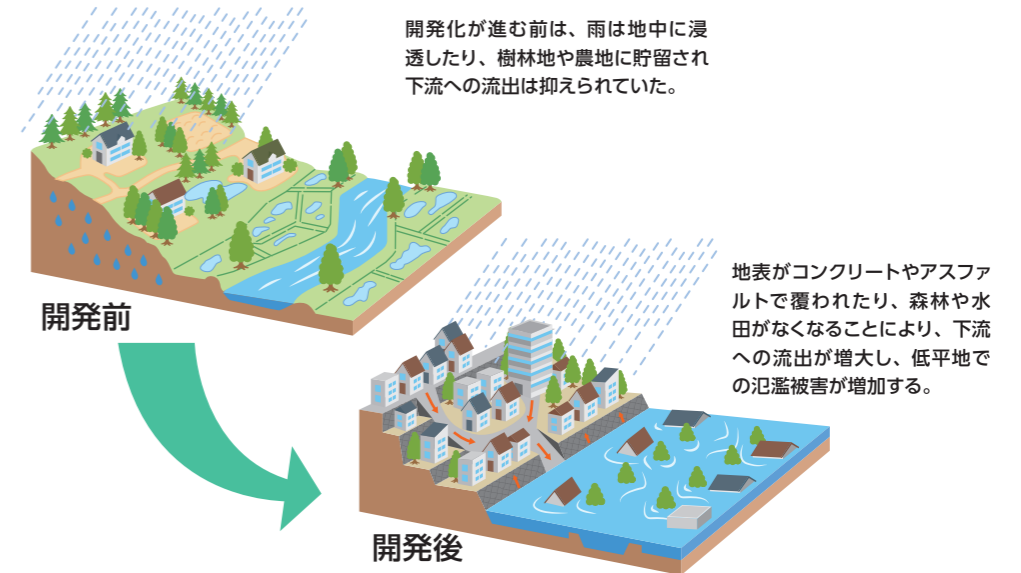 開発化が進む前は、雨は地中に浸
透したり、樹林地や農地に貯留され
下流への流出は抑えられていた。
開発前
地表がコンクリートやアスファ
ルトで覆われたり、森林や水
田がなくなることにより、下流
への流出が増大し、低平地で
の氾濫被害が増加する。
開発後